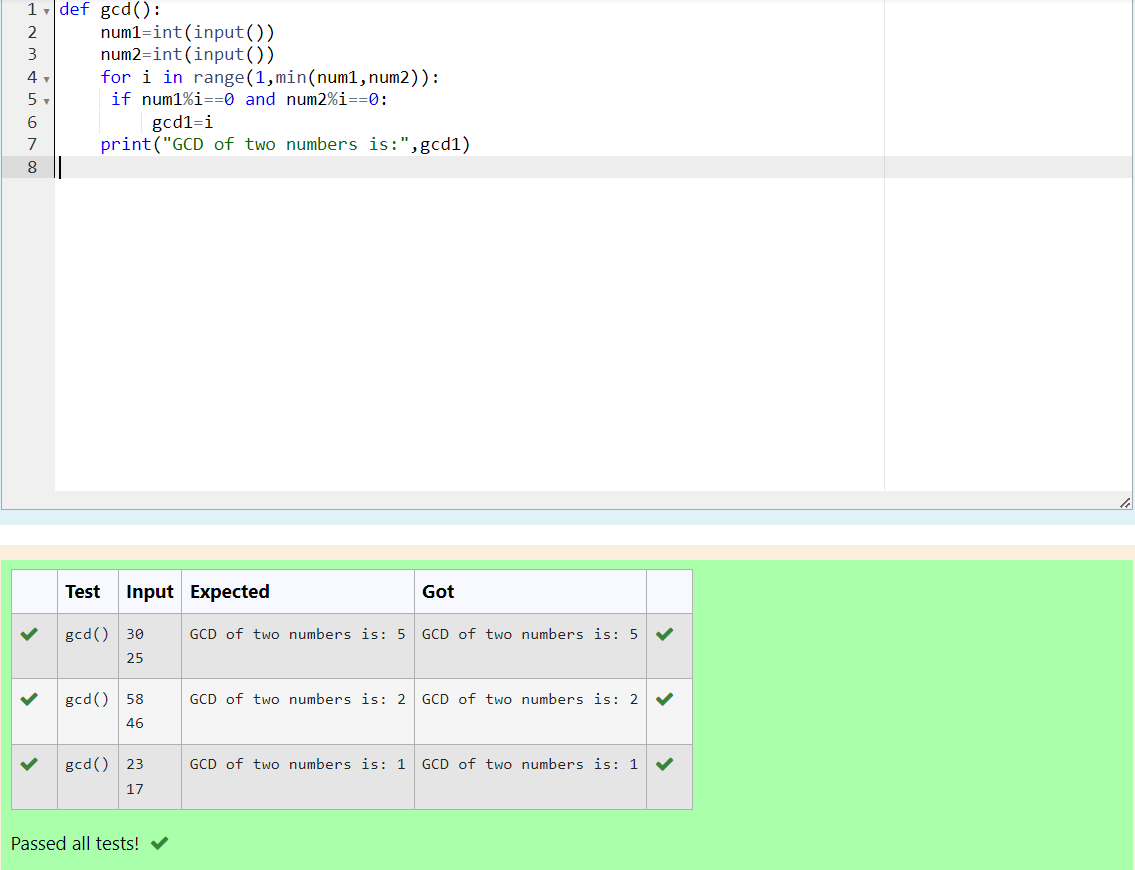 1 def gcd():
2     num1=int(input())
3     num2=int(input())
4     for i in range(1,min(num1,num2)):
5      if num1%i==0 and num2%i==0:
6          gcd1=i
7     print("GCD of two numbers is:",gcd1)
8
Test Input Expected Got
gcd() 30 GCD of two numbers is: 5 GCD of two numbers is: 5
25
gcd() 58 GCD of two numbers is: 2 GCD of two numbers is: 2
46
gcd() 23 GCD of two numbers is: 1 GCD of two numbers is: 1
17
Passed all tests!